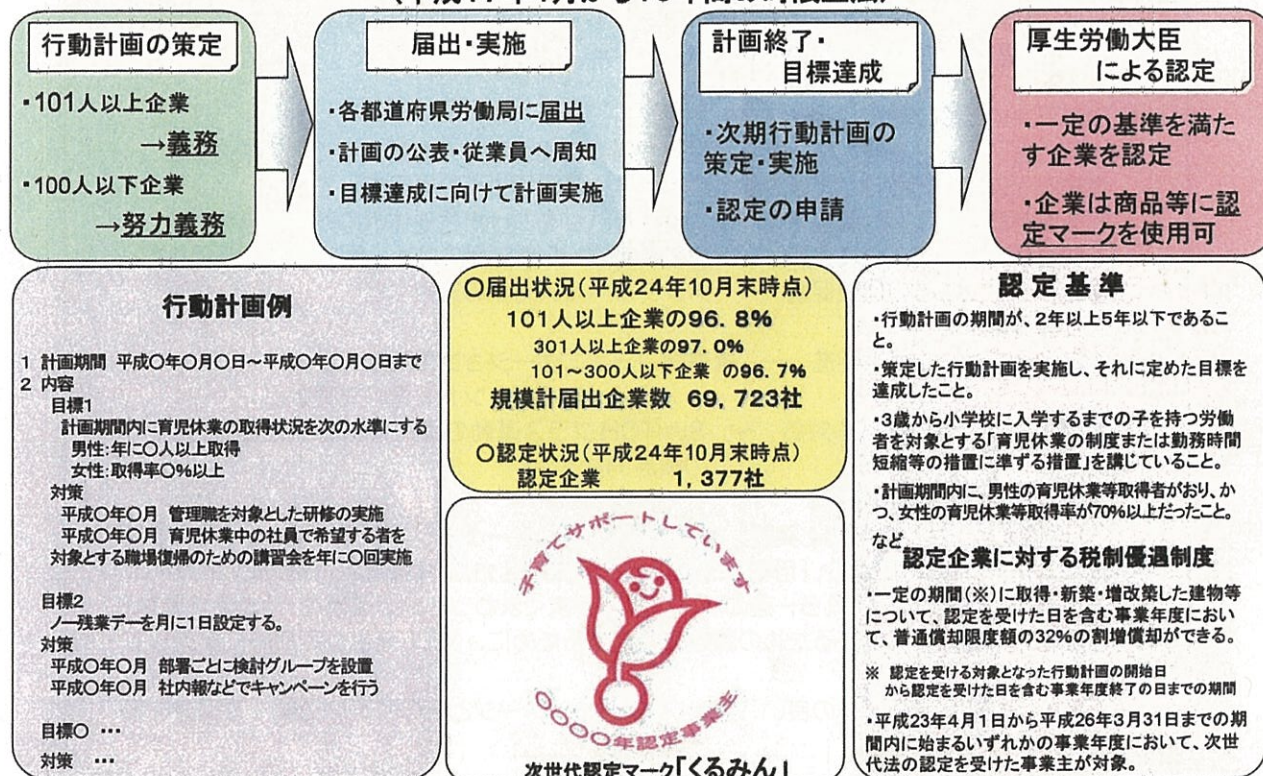 行動計画の策定
・101人以上企業
→義務
・100人以下企業
→努力義務
届出・実施
・各都道府県労働局に届出
・計画の公表・従業員へ周知
・目標達成に向けて計画実施
計画終了・
目標達成
・次期行動計画の
策定・実施
・認定の申請
厚生労働大臣
による認定
・一定の基準を満た
す企業を認定
・企業は商品等に認
定マークを使用可
行動計画例
1 計画期間 平成〇年〇月〇日～平成〇年〇月〇日まで
2 内容
目標1
計画期間内に育児休業の取得状況を次の水準にする
男性:年に〇人以上取得
女性:取得率〇%以上
対策
平成〇年〇月 管理職を対象とした研修の実施
平成〇年〇月 育児休業中の社員で希望する者を
対象とする職場復帰のための講習会を年に〇回実施
目標2
ノー残業デーを月に1日設定する。
対策
平成〇年〇月 部署ごとに検討グループを設置
平成〇年〇月 社内報などでキャンペーンを行う
目標〇 …
対策 …
〇届出状況(平成24年10月末時点)
101人以上企業の96.8%
301人以上企業の97.0%
101～300人以下企業 の96.7%
規模計届出企業数 69,723社
〇認定状況(平成24年10月末時点)
認定企業 1,377社
子育てサポートしています
〇〇〇〇年認定事業主
次世代認定マーク「くるみん」
認定基準
・行動計画の期間が、2年以上5年以下であるこ
と。
・策定した行動計画を実施し、それに定めた目標を
達成したこと。
・3歳から小学校に入学するまでの子を持つ労働
者を対象とする「育児休業の制度または勤務時間
短縮等の措置に準ずる措置」を講じていること。
・計画期間内に、男性の育児休業等取得者がおり、か
つ、女性の育児休業等取得率が70%以上だったこと。
など
認定企業に対する税制優遇制度
・一定の期間(※)に取得・新築・増改築した建物等
について、認定を受けた日を含む事業年度におい
て、普通償却限度額の32%の割増償却ができる。
※ 認定を受ける対象となった行動計画の開始日
から認定を受けた日を含む事業年度終了の日までの期間
・平成23年4月1日から平成26年3月31日までの期
間内に始まるいずれかの事業年度において、次世
代法の認定を受けた事業主が対象。